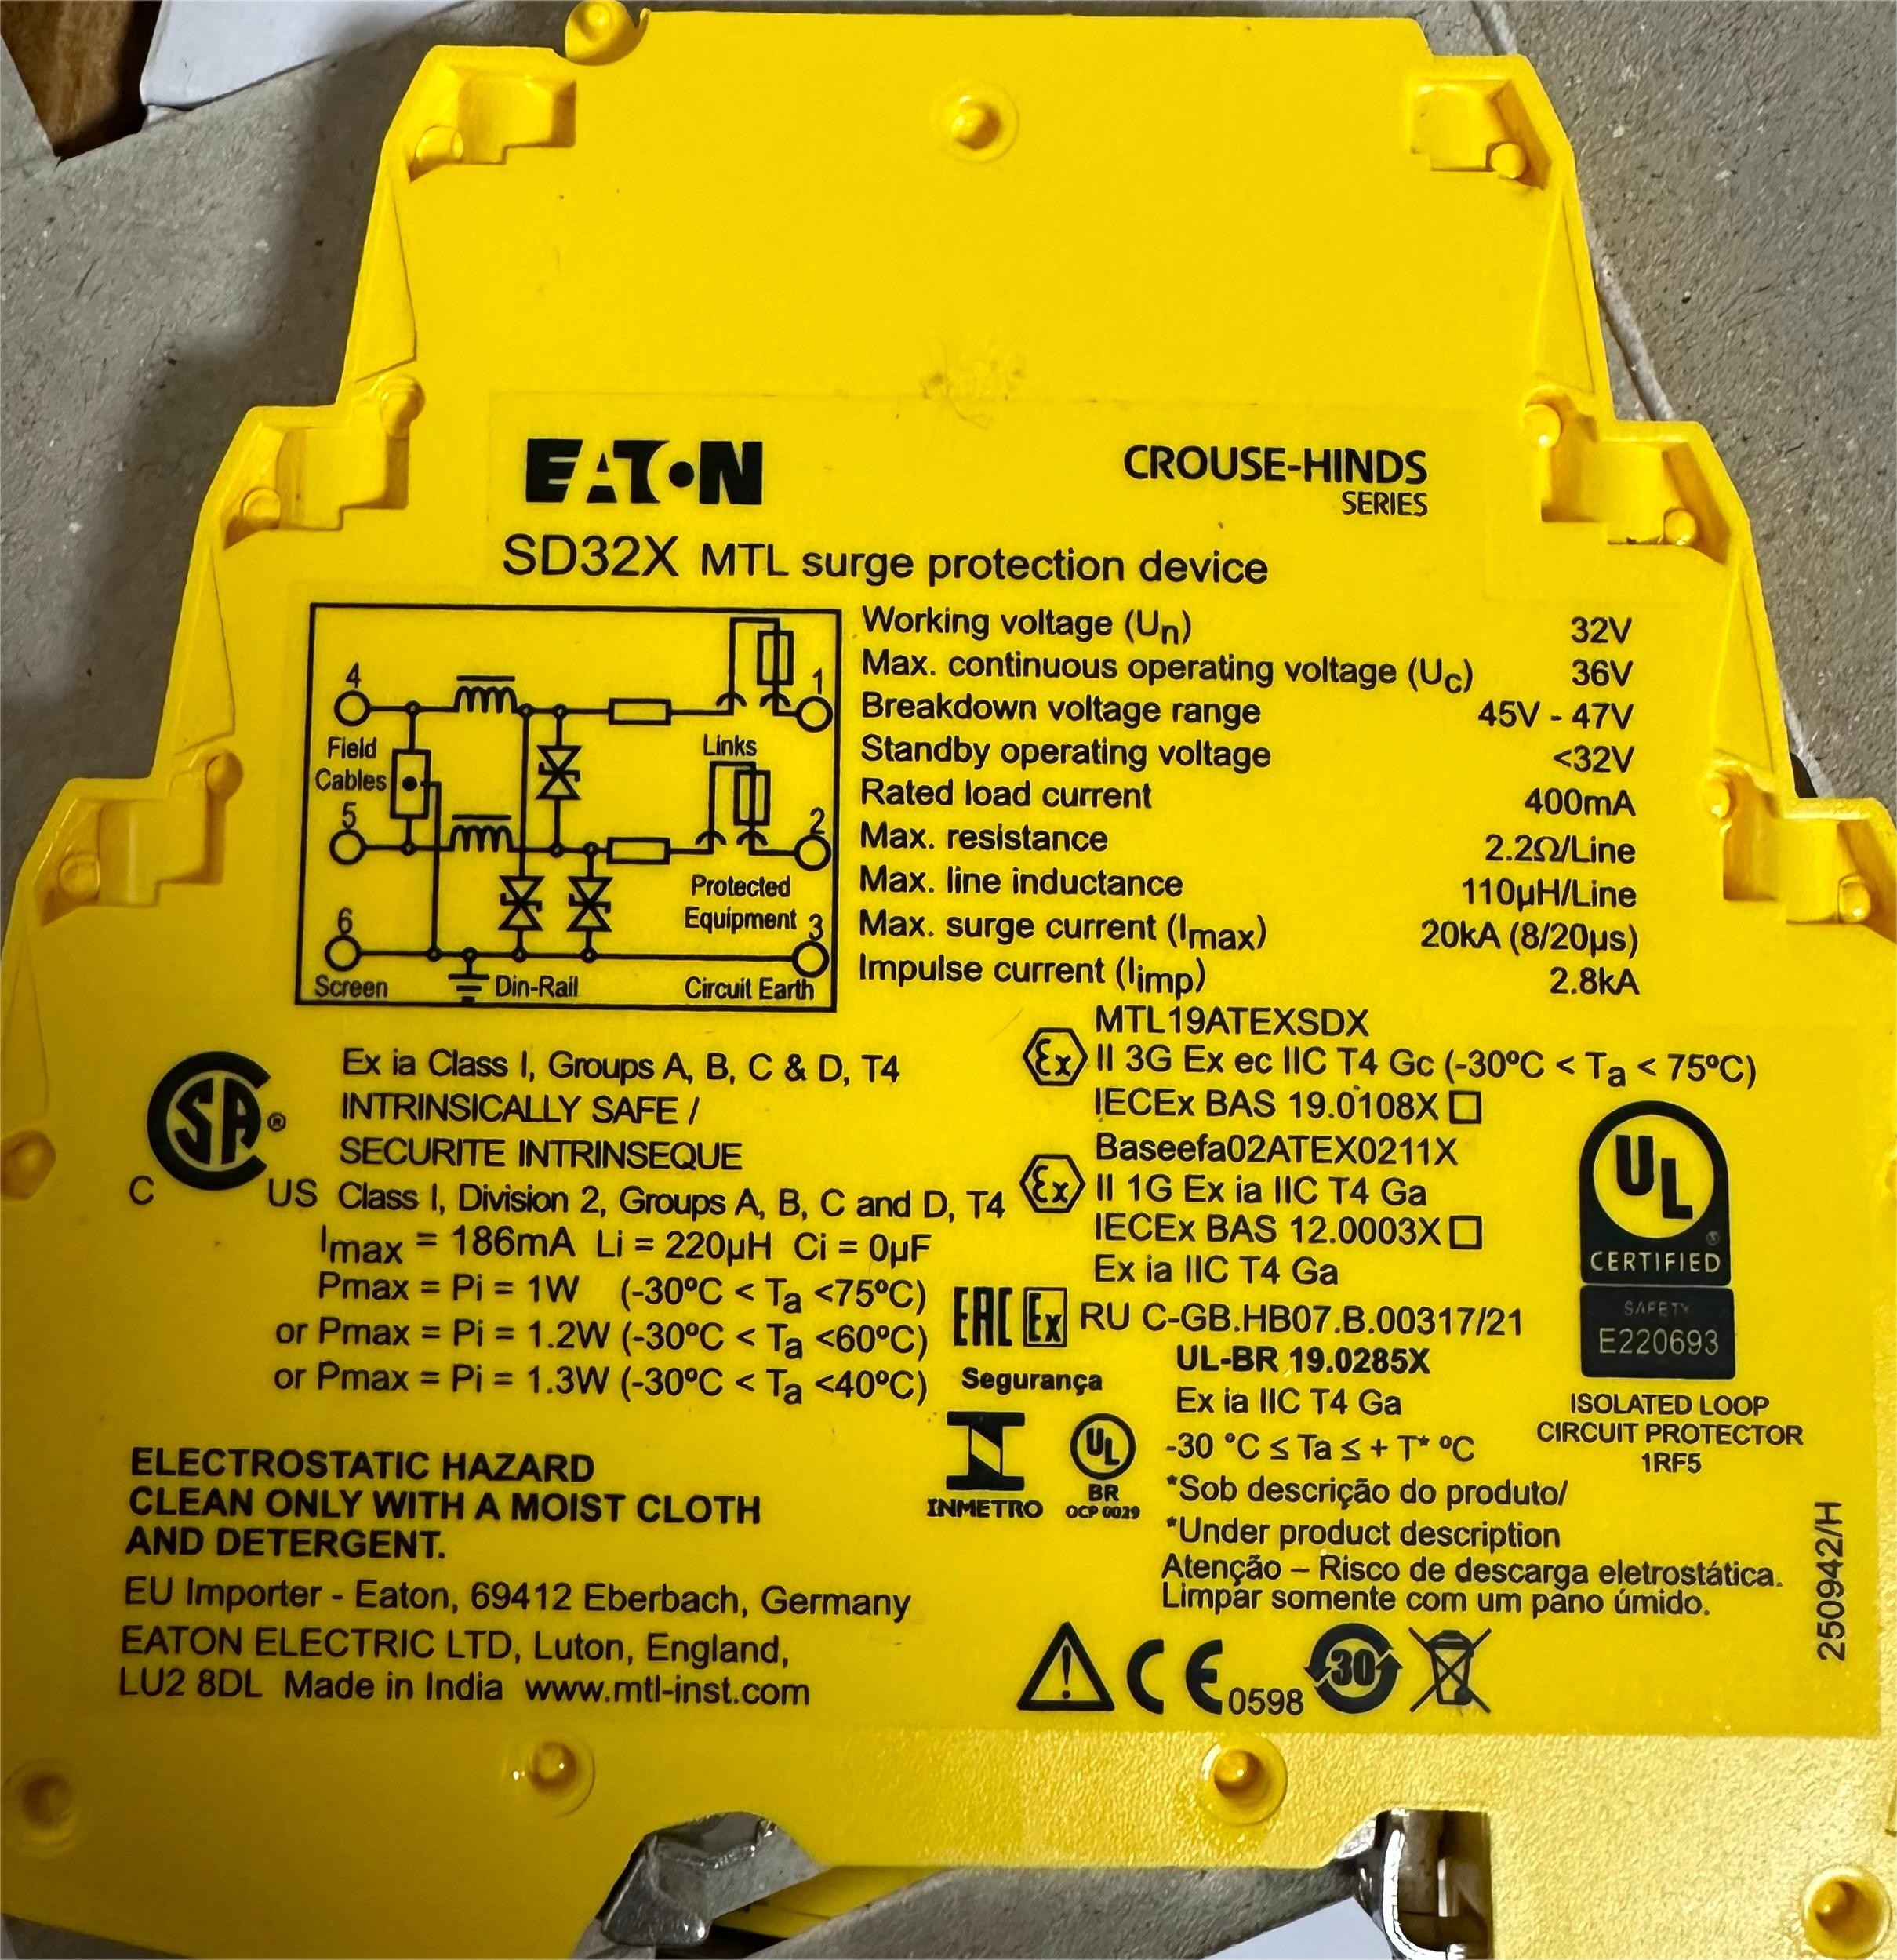 EATON
CROUSE-HINDS
SERIES
SD32X MTL surge protection device
4
1
Field
Cables
Links
5
2
Protected
Equipment
6
3
Screen
Din-Rail
Circuit Earth
Working voltage (Un) 32V
Max. continuous operating voltage (Uc) 36V
Breakdown voltage range 45V - 47V
Standby operating voltage <32V
Rated load current 400mA
Max. resistance 2.2Ω/Line
Max. line inductance 110µH/Line
Max. surge current (Imax) 20kA (8/20µs)
Impulse current (Iimp) 2.8kA
SA ®
C US
Ex ia Class I, Groups A, B, C & D, T4
INTRINSICALLY SAFE /
SECURITE INTRINSEQUE
Class I, Division 2, Groups A, B, C and D, T4
Imax = 186mA Li = 220µH Ci = 0µF
Pmax = Pi = 1W (-30ºC < Ta <75ºC)
or Pmax = Pi = 1.2W (-30ºC < Ta <60ºC)
or Pmax = Pi = 1.3W (-30ºC < Ta <40ºC)
MTL19ATEXSDX
Ex II 3G Ex ec IIC T4 Gc (-30ºC < Ta < 75ºC)
IECEx BAS 19.0108X
Baseefa02ATEX0211X
Ex II 1G Ex ia IIC T4 Ga
IECEx BAS 12.0003X
Ex ia IIC T4 Ga
EAC Ex RU C-GB.HB07.B.00317/21
UL ®
CERTIFIED
SAFETY
E220693
ISOLATED LOOP
CIRCUIT PROTECTOR
1RF5
Segurança
INMETRO
UL
BR
OCP 0029
UL-BR 19.0285X
Ex ia IIC T4 Ga
-30 °C ≤ Ta ≤ + T* ºC
*Sob descrição do produto/
*Under product description
Atenção – Risco de descarga eletrostática.
Limpar somente com um pano úmido.
ELECTROSTATIC HAZARD
CLEAN ONLY WITH A MOIST CLOTH
AND DETERGENT.
EU Importer - Eaton, 69412 Eberbach, Germany
EATON ELECTRIC LTD, Luton, England,
LU2 8DL Made in India www.mtl-inst.com
CE 0598
30
250942/H